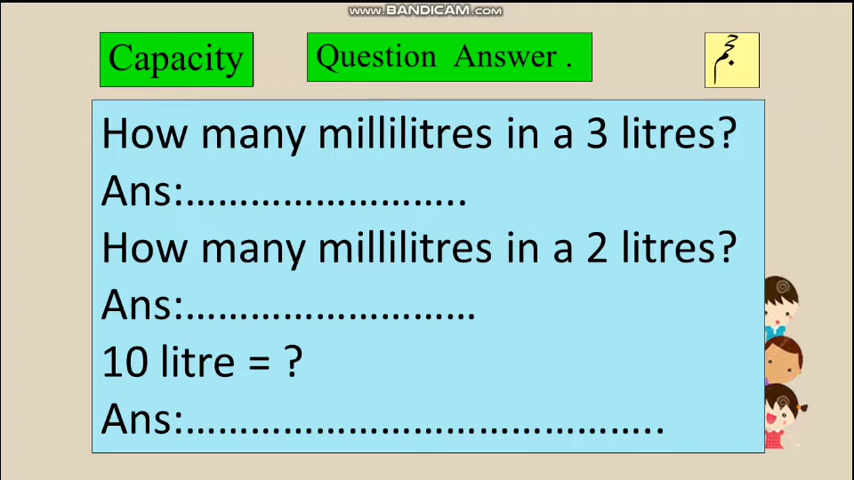 www.BANDICAM.com
Capacity
Question Answer .
حجم
How many millilitres in a 3 litres?
Ans:……………………..
How many millilitres in a 2 litres?
Ans:………………………
10 litre = ?
Ans:……………………………………..